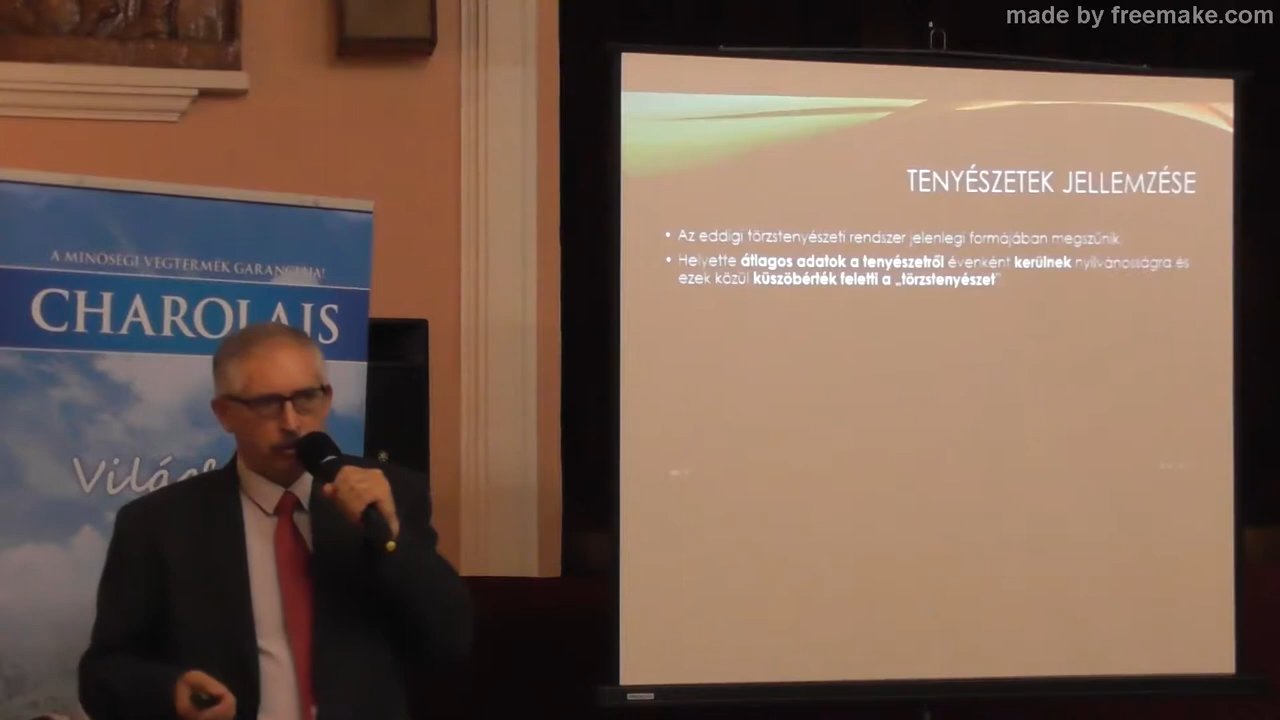 made by freemake.com
TENYÉSZETEK JELLEMZÉSE
• Az eddigi törzstenyészeti rendszer jelenlegi formájában megszűnik.
• Helyette átlagos adatok a tenyészetről évenként kerülnek nyilvánosságra és
ezek közül küszöbérték feletti a „törzstenyészet"
A MINŐSÉGI VÉGTERMÉK GARANCIÁJA!
CHAROLAIS